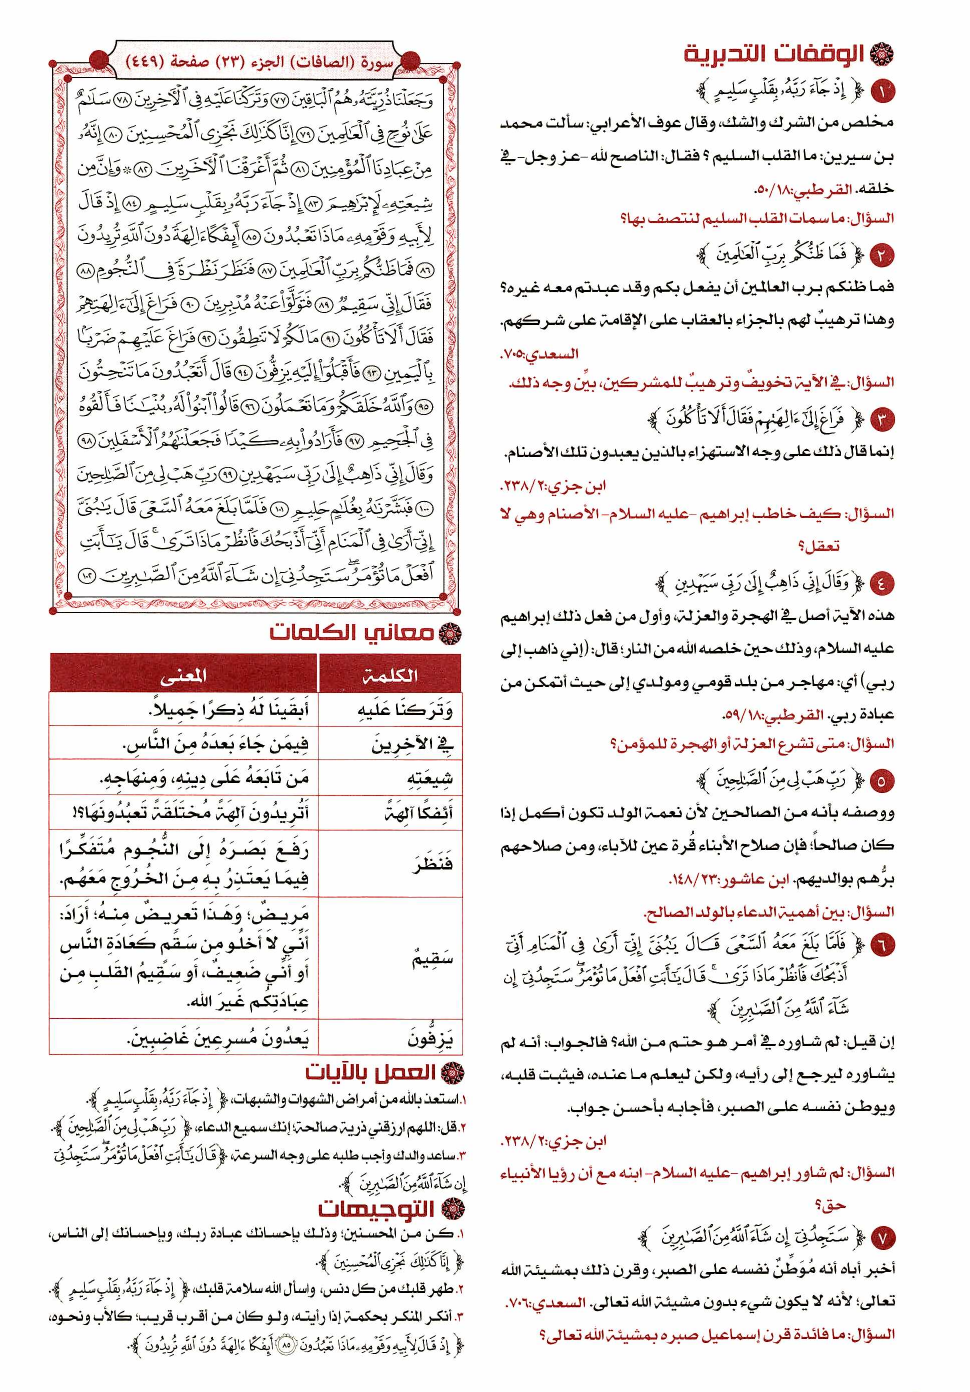 الوقفات التدبرية
١ ﴿ إِذْ جَآءَ رَبَّهُۥ بِقَلْبٍ سَلِيمٍ ﴾
مخلص من الشرك والشك، وقال عوف الأعرابي: سألت محمد
بن سيرين: ما القلب السليم؟ فقال: الناصح لله -عز وجل- في
خلقه. القرطبي:١٨/٥٠.
السؤال: ما سمات القلب السليم لنتصف بها؟
٢ ﴿ فَمَا ظَنُّكُم بِرَبِّ ٱلْعَٰلَمِينَ ﴾
فما ظنكم برب العالمين أن يفعل بكم وقد عبدتم معه غيره؟
وهذا ترهيبٌ لهم بالجزاء بالعقاب على الإقامة على شركهم.
السعدي:٧٠٥.
السؤال: في الآية تخويفٌ وترهيبٌ للمشركين، بيِّن وجه ذلك.
٣ ﴿ فَرَاغَ إِلَىٰٓ ءَالِهَتِهِمْ فَقَالَ أَلَا تَأْكُلُونَ ﴾
إنما قال ذلك على وجه الاستهزاء بالذين يعبدون تلك الأصنام.
ابن جزي:٢٣٨/٢.
السؤال: كيف خاطب إبراهيم -عليه السلام- الأصنام وهي لا
تعقل؟
٤ ﴿ وَقَالَ إِنِّى ذَاهِبٌ إِلَىٰ رَبِّى سَيَهْدِينِ ﴾
هذه الآية أصل في الهجرة والعزلة، وأول من فعل ذلك إبراهيم
عليه السلام، وذلك حين خلصه الله من النار؛ قال: (إني ذاهب إلى
ربي) أي: مهاجر من بلد قومي ومولدي إلى حيث أتمكن من
عبادة ربي. القرطبي:١٨/٥٩.
السؤال: متى تشرع العزلة أو الهجرة للمؤمن؟
٥ ﴿ رَبِّ هَبْ لِى مِنَ ٱلصَّٰلِحِينَ ﴾
ووصفه بأنه من الصالحين لأن نعمة الولد تكون أكمل إذا
كان صالحاً؛ فإن صلاح الأبناء قُرة عين للآباء، ومن صلاحهم
برُّهم بوالديهم. ابن عاشور:١٤٨/٢٣.
السؤال: بين أهمية الدعاء بالولد الصالح.
٦ ﴿ فَلَمَّا بَلَغَ مَعَهُ ٱلسَّعْىَ قَالَ يَٰبُنَىَّ إِنِّىٓ أَرَىٰ فِى ٱلْمَنَامِ أَنِّىٓ
أَذْبَحُكَ فَٱنظُرْ مَاذَا تَرَىٰ ۚ قَالَ يَٰٓأَبَتِ ٱفْعَلْ مَا تُؤْمَرُ ۖ سَتَجِدُنِىٓ إِن
شَآءَ ٱللَّهُ مِنَ ٱلصَّٰبِرِينَ ﴾
إن قيل: لم شاوره في أمر هو حتم من الله؟ فالجواب: أنه لم
يشاوره ليرجع إلى رأيه، ولكن ليعلم ما عنده، فيثبت قلبه،
ويوطن نفسه على الصبر، فأجابه بأحسن جواب.
ابن جزي:٢٣٨/٢.
السؤال: لم شاور إبراهيم -عليه السلام- ابنه مع أن رؤيا الأنبياء
حق؟
٧ ﴿ سَتَجِدُنِىٓ إِن شَآءَ ٱللَّهُ مِنَ ٱلصَّٰبِرِينَ ﴾
أخبر أباه أنه مُوَطِّنٌ نفسه على الصبر، وقرن ذلك بمشيئة الله
تعالى؛ لأنه لا يكون شيء بدون مشيئة الله تعالى. السعدي:٧٠٦.
السؤال: ما فائدة قرن إسماعيل صبره بمشيئة الله تعالى؟
سورة (الصافات) الجزء (٢٣) صفحة (٤٤٩)
وَجَعَلْنَا ذُرِّيَّتَهُۥ هُمُ ٱلْبَاقِينَ ٧٧ وَتَرَكْنَا عَلَيْهِ فِى ٱلْءَاخِرِينَ ٧٨ سَلَٰمٌ
عَلَىٰ نُوحٍ فِى ٱلْعَٰلَمِينَ ٧٩ إِنَّا كَذَٰلِكَ نَجْزِى ٱلْمُحْسِنِينَ ٨٠ إِنَّهُۥ
مِنْ عِبَادِنَا ٱلْمُؤْمِنِينَ ٨١ ثُمَّ أَغْرَقْنَا ٱلْءَاخَرِينَ ٨٢ * وَإِنَّ مِن
شِيعَتِهِۦ لَإِبْرَٰهِيمَ ٨٣ إِذْ جَآءَ رَبَّهُۥ بِقَلْبٍ سَلِيمٍ ٨٤ إِذْ قَالَ
لِأَبِيهِ وَقَوْمِهِۦ مَاذَا تَعْبُدُونَ ٨٥ أَئِفْكًا ءَالِهَةً دُونَ ٱللَّهِ تُرِيدُونَ
٨٦ فَمَا ظَنُّكُم بِرَبِّ ٱلْعَٰلَمِينَ ٨٧ فَنَظَرَ نَظْرَةً فِى ٱلنُّجُومِ ٨٨
فَقَالَ إِنِّى سَقِيمٌ ٨٩ فَتَوَلَّوْا۟ عَنْهُ مُدْبِرِينَ ٩٠ فَرَاغَ إِلَىٰٓ ءَالِهَتِهِمْ
فَقَالَ أَلَا تَأْكُلُونَ ٩١ مَا لَكُمْ لَا تَنطِقُونَ ٩٢ فَرَاغَ عَلَيْهِمْ ضَرْبًۢا
بِٱلْيَمِينِ ٩٣ فَأَقْبَلُوٓا۟ إِلَيْهِ يَزِفُّونَ ٩٤ قَالَ أَتَعْبُدُونَ مَا تَنْحِتُونَ
٩٥ وَٱللَّهُ خَلَقَكُمْ وَمَا تَعْمَلُونَ ٩٦ قَالُوا۟ ٱبْنُوا۟ لَهُۥ بُنْيَٰنًا فَأَلْقُوهُ
فِى ٱلْجَحِيمِ ٩٧ فَأَرَادُوا۟ بِهِۦ كَيْدًا فَجَعَلْنَٰهُمُ ٱلْأَسْفَلِينَ ٩٨
وَقَالَ إِنِّى ذَاهِبٌ إِلَىٰ رَبِّى سَيَهْدِينِ ٩٩ رَبِّ هَبْ لِى مِنَ ٱلصَّٰلِحِينَ
١٠٠ فَبَشَّرْنَٰهُ بِغُلَٰمٍ حَلِيمٍ ١٠١ فَلَمَّا بَلَغَ مَعَهُ ٱلسَّعْىَ قَالَ يَٰبُنَىَّ
إِنِّىٓ أَرَىٰ فِى ٱلْمَنَامِ أَنِّىٓ أَذْبَحُكَ فَٱنظُرْ مَاذَا تَرَىٰ ۚ قَالَ يَٰٓأَبَتِ
ٱفْعَلْ مَا تُؤْمَرُ ۖ سَتَجِدُنِىٓ إِن شَآءَ ٱللَّهُ مِنَ ٱلصَّٰبِرِينَ ١٠٢
معاني الكلمات
الكلمة المعنى
وَتَرَكنَا عَلَيهِ أَبقَينَا لَهُ ذِكرًا جَمِيلاً.
فِي الآخِرِينَ فِيمَن جَاءَ بَعدَهُ مِنَ النَّاسِ.
شِيعَتِهِ مَن تَابَعَهُ عَلَى دِينِهِ، وَمِنهَاجِهِ.
أَئِفكًا آلِهَةً أَتُرِيدُونَ آلِهَةً مُختَلَقَةً تَعبُدُونَهَا؟!
فَنَظَرَ رَفَعَ بَصَرَهُ إِلَى النُّجُومِ مُتَفَكِّرًا
فِيمَا يَعتَذِرُ بِهِ مِنَ الخُرُوجِ مَعَهُم.
سَقِيمٌ مَرِيضٌ؛ وَهَذَا تَعرِيضٌ مِنهُ؛ أَرَادَ:
أَنِّي لا أَخلُو مِن سَقَمٍ كَعَادَةِ النَّاسِ
أَو أَنِّي ضَعِيفٌ، أَو سَقِيمُ القَلبِ مِن
عِبَادَتِكُم غَيرَ الله.
يَزِفُّونَ يَعدُونَ مُسرِعِينَ غَاضِبِينَ.
العمل بالآيات
١. استعذ بالله من أمراض الشهوات والشبهات، ﴿ إِذْ جَآءَ رَبَّهُۥ بِقَلْبٍ سَلِيمٍ ﴾.
٢. قل: اللهم ارزقني ذرية صالحة؛ إنك سميع الدعاء، ﴿ رَبِّ هَبْ لِى مِنَ ٱلصَّٰلِحِينَ ﴾.
٣. ساعد والدك وأجب طلبه على وجه السرعة، ﴿ قَالَ يَٰٓأَبَتِ ٱفْعَلْ مَا تُؤْمَرُ ۖ سَتَجِدُنِىٓ
إِن شَآءَ ٱللَّهُ مِنَ ٱلصَّٰبِرِينَ ﴾.
التوجيهات
١. كن من المحسنين؛ وذلك بإحسانك عبادة ربك، وبإحسانك إلى الناس،
﴿ إِنَّا كَذَٰلِكَ نَجْزِى ٱلْمُحْسِنِينَ ﴾.
٢. طهر قلبك من كل دنس، واسأل الله سلامة قلبك، ﴿ إِذْ جَآءَ رَبَّهُۥ بِقَلْبٍ سَلِيمٍ ﴾.
٣. أنكر المنكر بحكمة إذا رأيته، ولو كان من أقرب قريب؛ كالأب ونحوه،
﴿ إِذْ قَالَ لِأَبِيهِ وَقَوْمِهِۦ مَاذَا تَعْبُدُونَ ٨٥ أَئِفْكًا ءَالِهَةً دُونَ ٱللَّهِ تُرِيدُونَ ﴾.